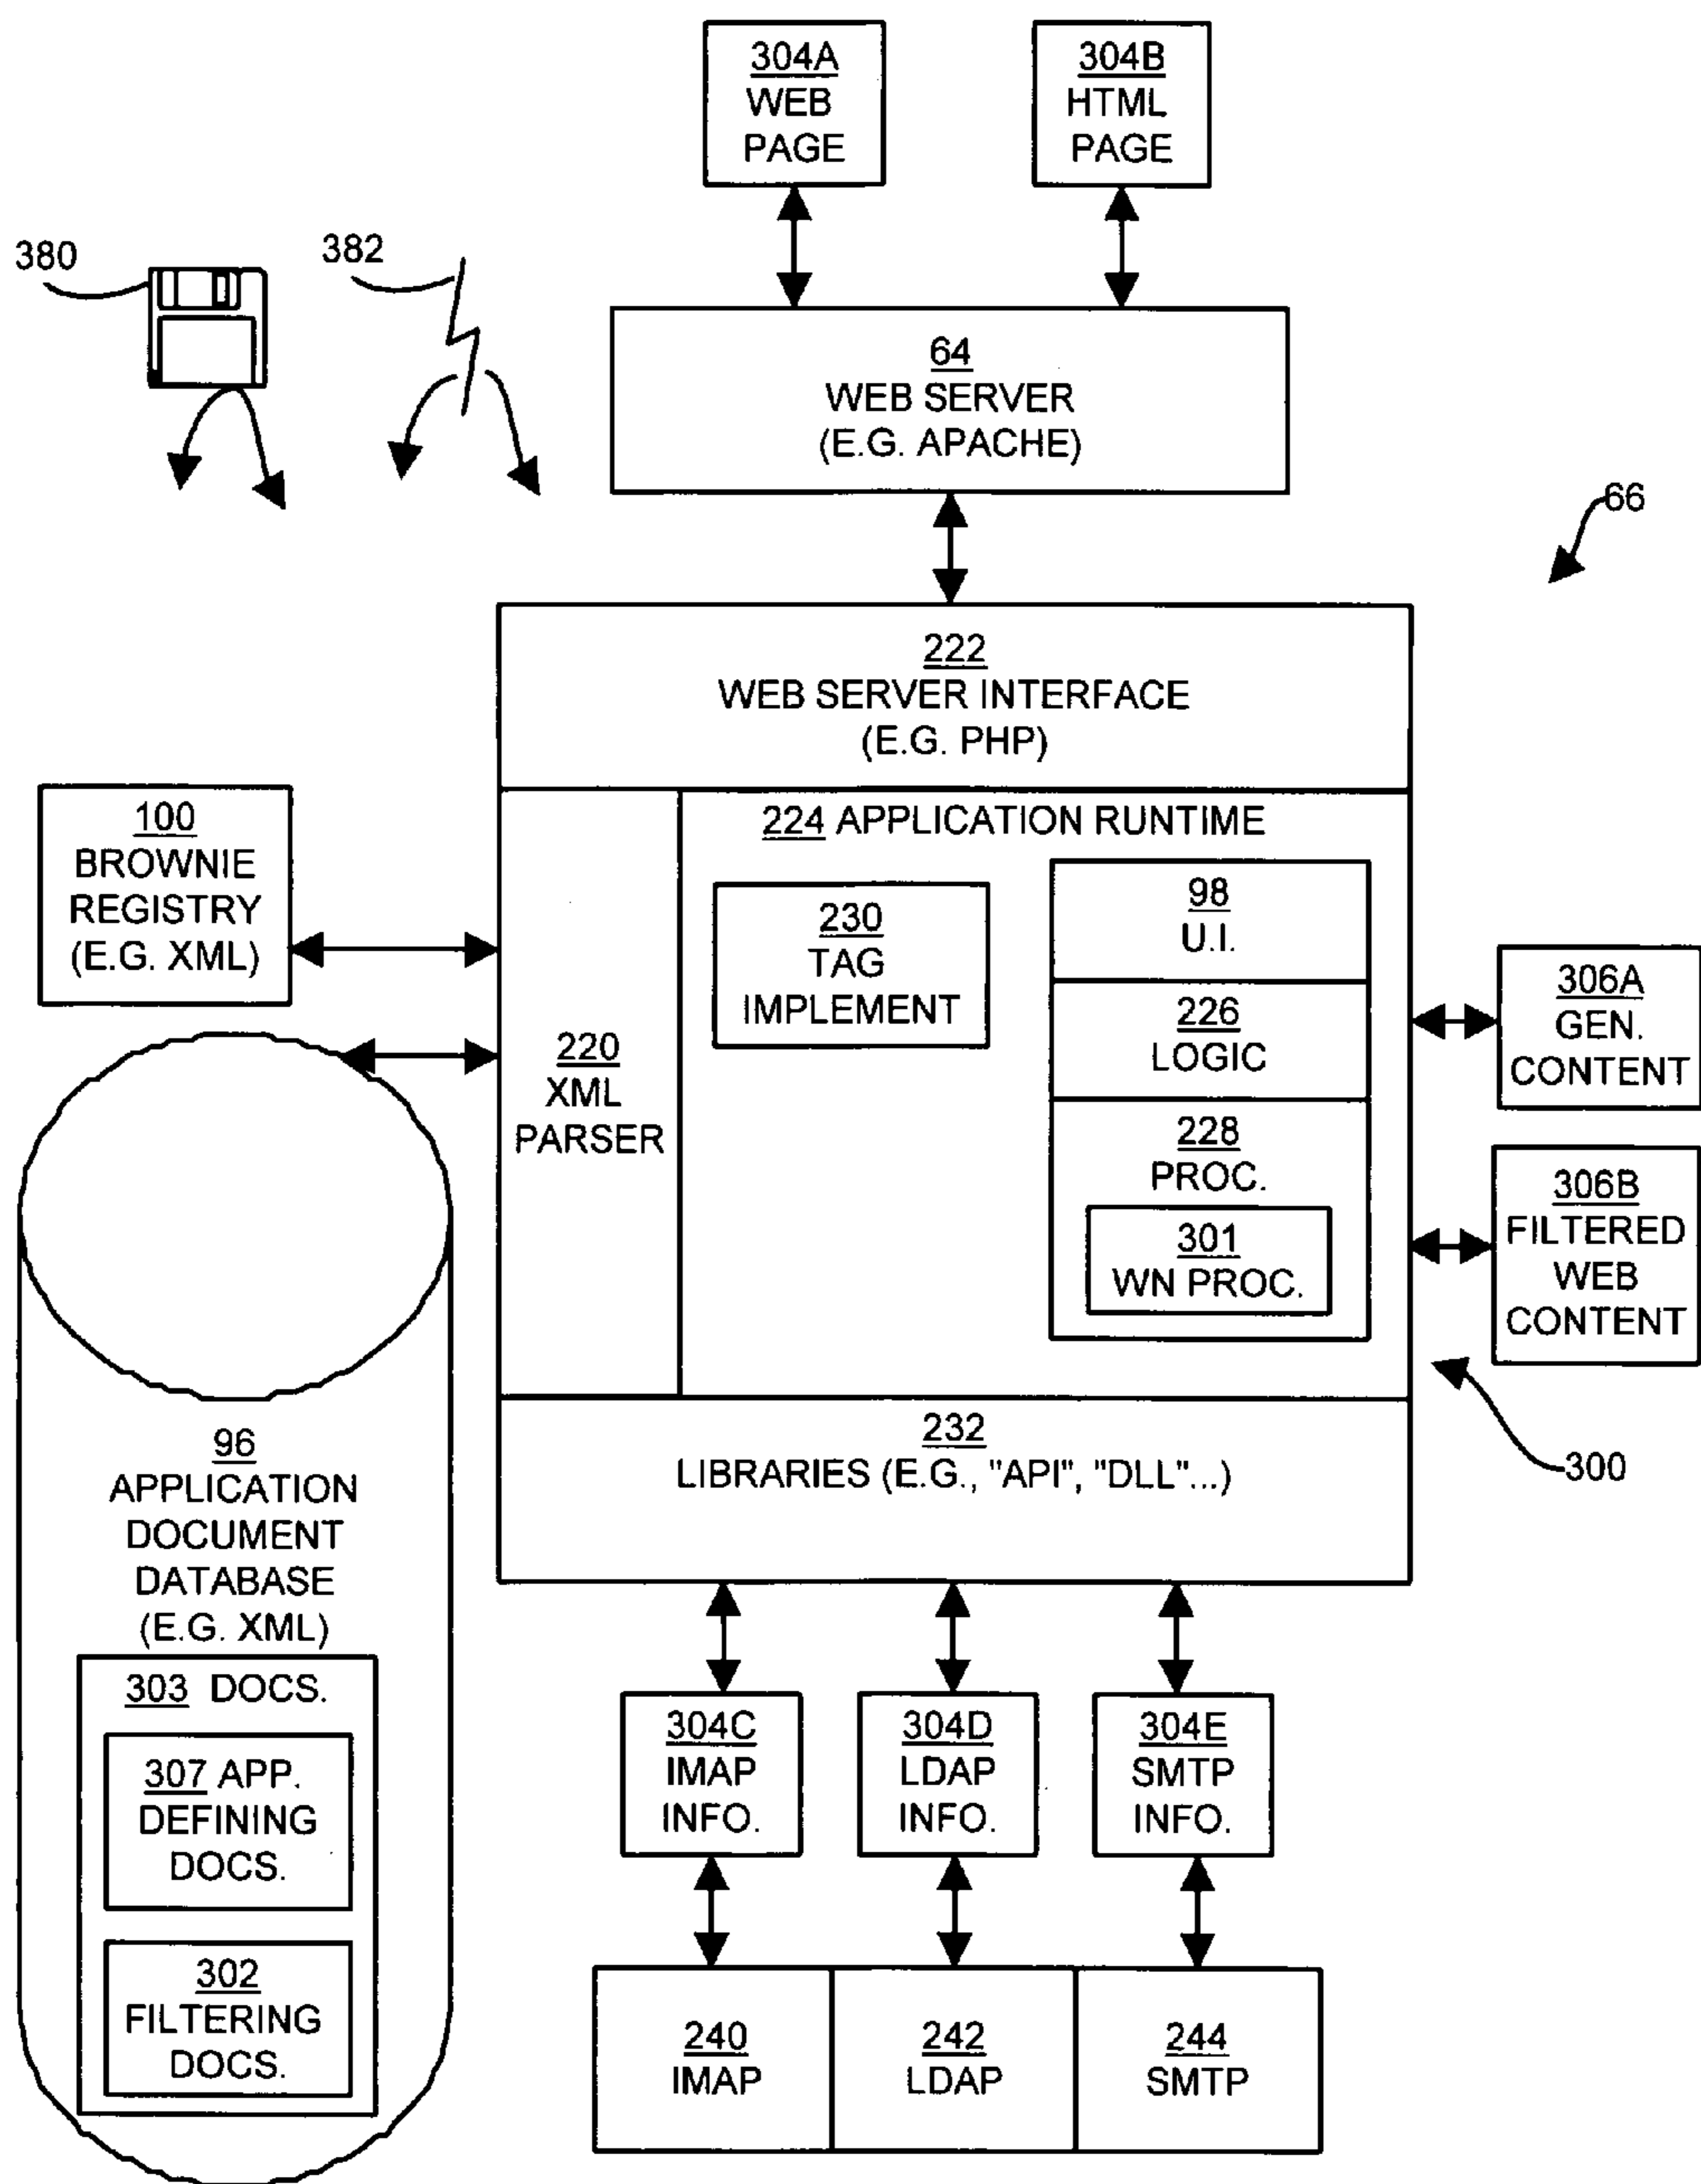 304A
WEB
PAGE
304B
HTML
PAGE
380
382
64
WEB SERVER
(E.G. APACHE)
66
222
WEB SERVER INTERFACE
(E.G. PHP)
100
BROWNIE
REGISTRY
(E.G. XML)
220
XML
PARSER
224 APPLICATION RUNTIME
230
TAG
IMPLEMENT
98
U.I.
226
LOGIC
228
PROC.
301
WN PROC.
306A
GEN.
CONTENT
306B
FILTERED
WEB
CONTENT
300
232
LIBRARIES (E.G., "API", "DLL"...)
96
APPLICATION
DOCUMENT
DATABASE
(E.G. XML)
303 DOCS.
307 APP.
DEFINING
DOCS.
302
FILTERING
DOCS.
304C
IMAP
INFO.
304D
LDAP
INFO.
304E
SMTP
INFO.
240
IMAP
242
LDAP
244
SMTP